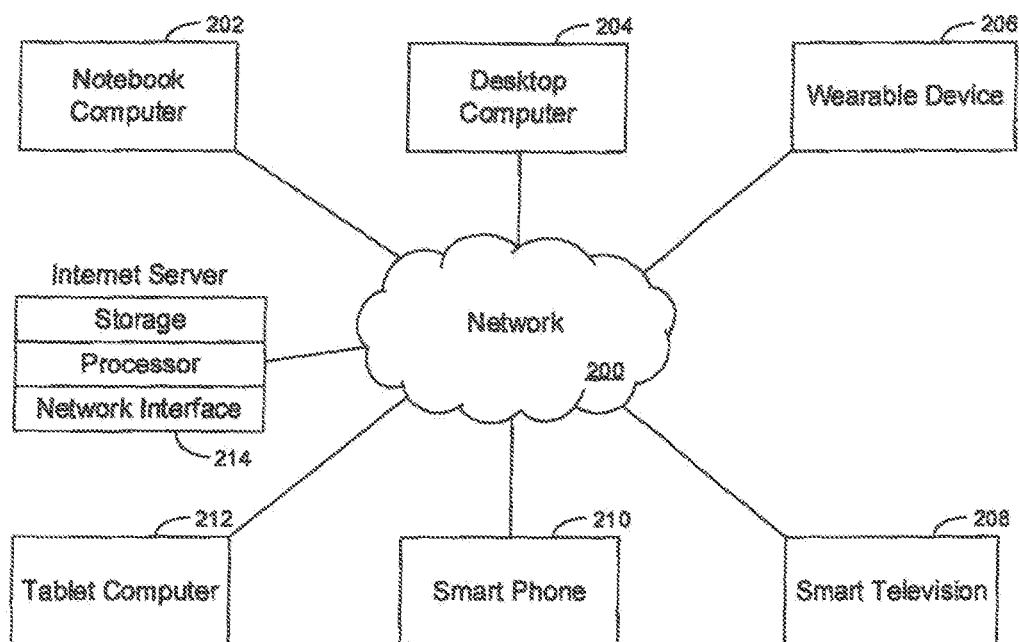 202
Notebook
Computer
204
Desktop
Computer
206
Wearable Device
Internet Server
Storage
Processor
Network Interface
214
Network
200
212
Tablet Computer
210
Smart Phone
208
Smart Television